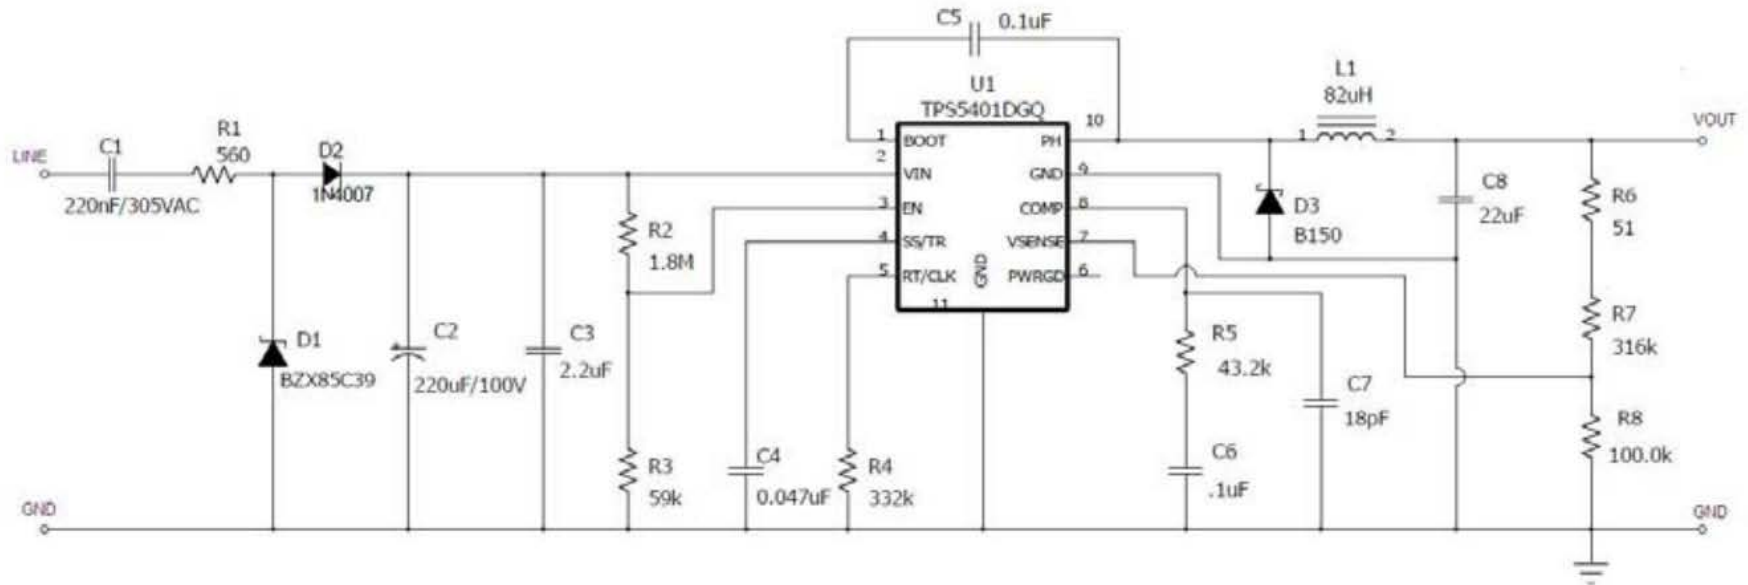 C5
0.1uF
U1
TPS5401DGQ
L1
82uH
LINE
C1
220nF/305VAC
R1
560
D2
1N4007
1
BOOT
PH
10
2
VIN
GND
9
3
EN
COMP
8
4
SS/TR
VSENSE
7
5
RT/CLK
PWRGD
6
GND
11
1
2
VOUT
D1
BZX85C39
C2
220uF/100V
C3
2.2uF
R2
1.8M
R3
59k
C4
0.047uF
R4
332k
D3
B150
C8
22uF
R6
51
R7
316k
R5
43.2k
C7
18pF
C6
.1uF
R8
100.0k
GND
GND